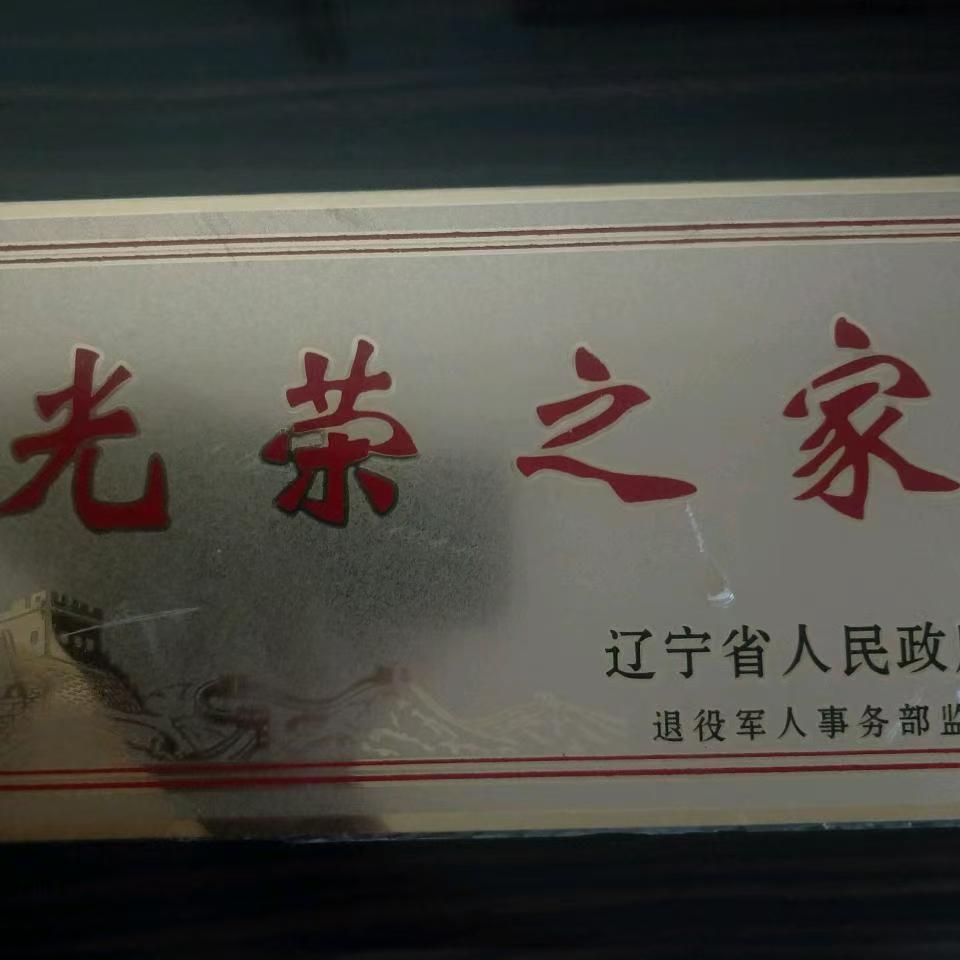 光荣之家
辽宁省人民政
退役军人事务部监